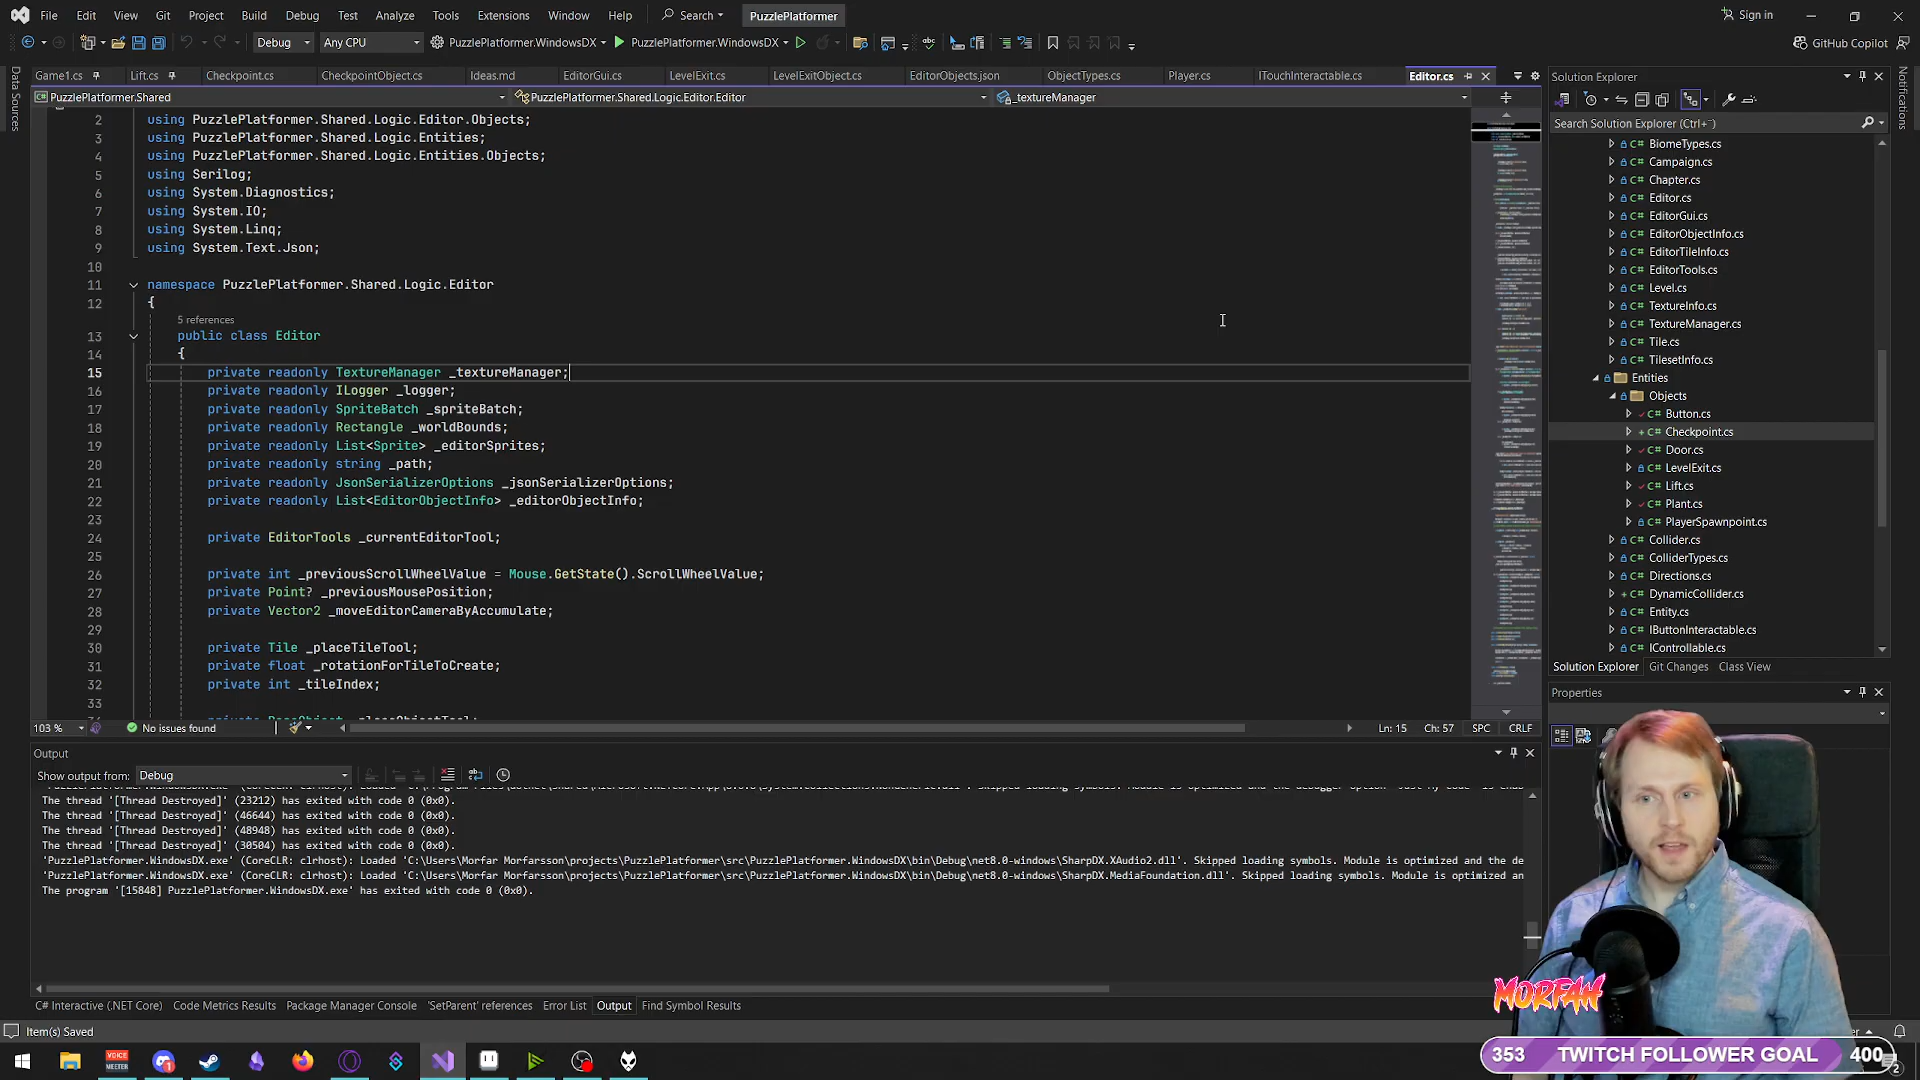 File Edit View Git Project Build Debug Test Analyze Tools Extensions Window Help Search PuzzlePlatformer Sign in
Debug Any CPU PuzzlePlatformer.WindowsDX PuzzlePlatformer.WindowsDX GitHub Copilot
Game1.cs Lift.cs Checkpoint.cs CheckpointObject.cs Ideas.md EditorGui.cs LevelExit.cs LevelExitObject.cs EditorObjects.json ObjectTypes.cs Player.cs ITouchInteractable.cs Editor.cs
PuzzlePlatformer.Shared PuzzlePlatformer.Shared.Logic.Editor.Editor _textureManager
Data Sources
2 using PuzzlePlatformer.Shared.Logic.Editor.Objects;
3 using PuzzlePlatformer.Shared.Logic.Entities;
4 using PuzzlePlatformer.Shared.Logic.Entities.Objects;
5 using Serilog;
6 using System.Diagnostics;
7 using System.IO;
8 using System.Linq;
9 using System.Text.Json;
10
11 namespace PuzzlePlatformer.Shared.Logic.Editor
12 {
5 references
13 public class Editor
14 {
15 private readonly TextureManager _textureManager;
16 private readonly ILogger _logger;
17 private readonly SpriteBatch _spriteBatch;
18 private readonly Rectangle _worldBounds;
19 private readonly List<Sprite> _editorSprites;
20 private readonly string _path;
21 private readonly JsonSerializerOptions _jsonSerializerOptions;
22 private readonly List<EditorObjectInfo> _editorObjectInfo;
23
24 private EditorTools _currentEditorTool;
25
26 private int _previousScrollWheelValue = Mouse.GetState().ScrollWheelValue;
27 private Point? _previousMousePosition;
28 private Vector2 _moveEditorCameraByAccumulate;
29
30 private Tile _placeTileTool;
31 private float _rotationForTileToCreate;
32 private int _tileIndex;
33
103 % No issues found Ln: 15 Ch: 57 SPC CRLF
Output
Show output from: Debug
The thread '[Thread Destroyed]' (23212) has exited with code 0 (0x0).
The thread '[Thread Destroyed]' (46644) has exited with code 0 (0x0).
The thread '[Thread Destroyed]' (48948) has exited with code 0 (0x0).
The thread '[Thread Destroyed]' (30504) has exited with code 0 (0x0).
'PuzzlePlatformer.WindowsDX.exe' (CoreCLR: clrhost): Loaded 'C:\Users\Morfar Morfarsson\projects\PuzzlePlatformer\src\PuzzlePlatformer.WindowsDX\bin\Debug\net8.0-windows\SharpDX.XAudio2.dll'. Skipped loading symbols. Module is optimized and the de
'PuzzlePlatformer.WindowsDX.exe' (CoreCLR: clrhost): Loaded 'C:\Users\Morfar Morfarsson\projects\PuzzlePlatformer\src\PuzzlePlatformer.WindowsDX\bin\Debug\net8.0-windows\SharpDX.MediaFoundation.dll'. Skipped loading symbols. Module is optimized an
The program '[15848] PuzzlePlatformer.WindowsDX.exe' has exited with code 0 (0x0).
C# Interactive (.NET Core) Code Metrics Results Package Manager Console 'SetParent' references Error List Output Find Symbol Results
Item(s) Saved
Solution Explorer
Search Solution Explorer (Ctrl+¨)
C# BiomeTypes.cs
C# Campaign.cs
C# Chapter.cs
C# Editor.cs
C# EditorGui.cs
C# EditorObjectInfo.cs
C# EditorTileInfo.cs
C# EditorTools.cs
C# Level.cs
C# TextureInfo.cs
C# TextureManager.cs
C# Tile.cs
C# TilesetInfo.cs
Entities
Objects
C# Button.cs
C# Checkpoint.cs
C# Door.cs
C# LevelExit.cs
C# Lift.cs
C# Plant.cs
C# PlayerSpawnpoint.cs
C# Collider.cs
C# ColliderTypes.cs
C# Directions.cs
C# DynamicCollider.cs
C# Entity.cs
C# IButtonInteractable.cs
C# IControllable.cs
Solution Explorer Git Changes Class View
Properties
Notifications
MORFAH
353 TWITCH FOLLOWER GOAL 400
VOICE MEETER